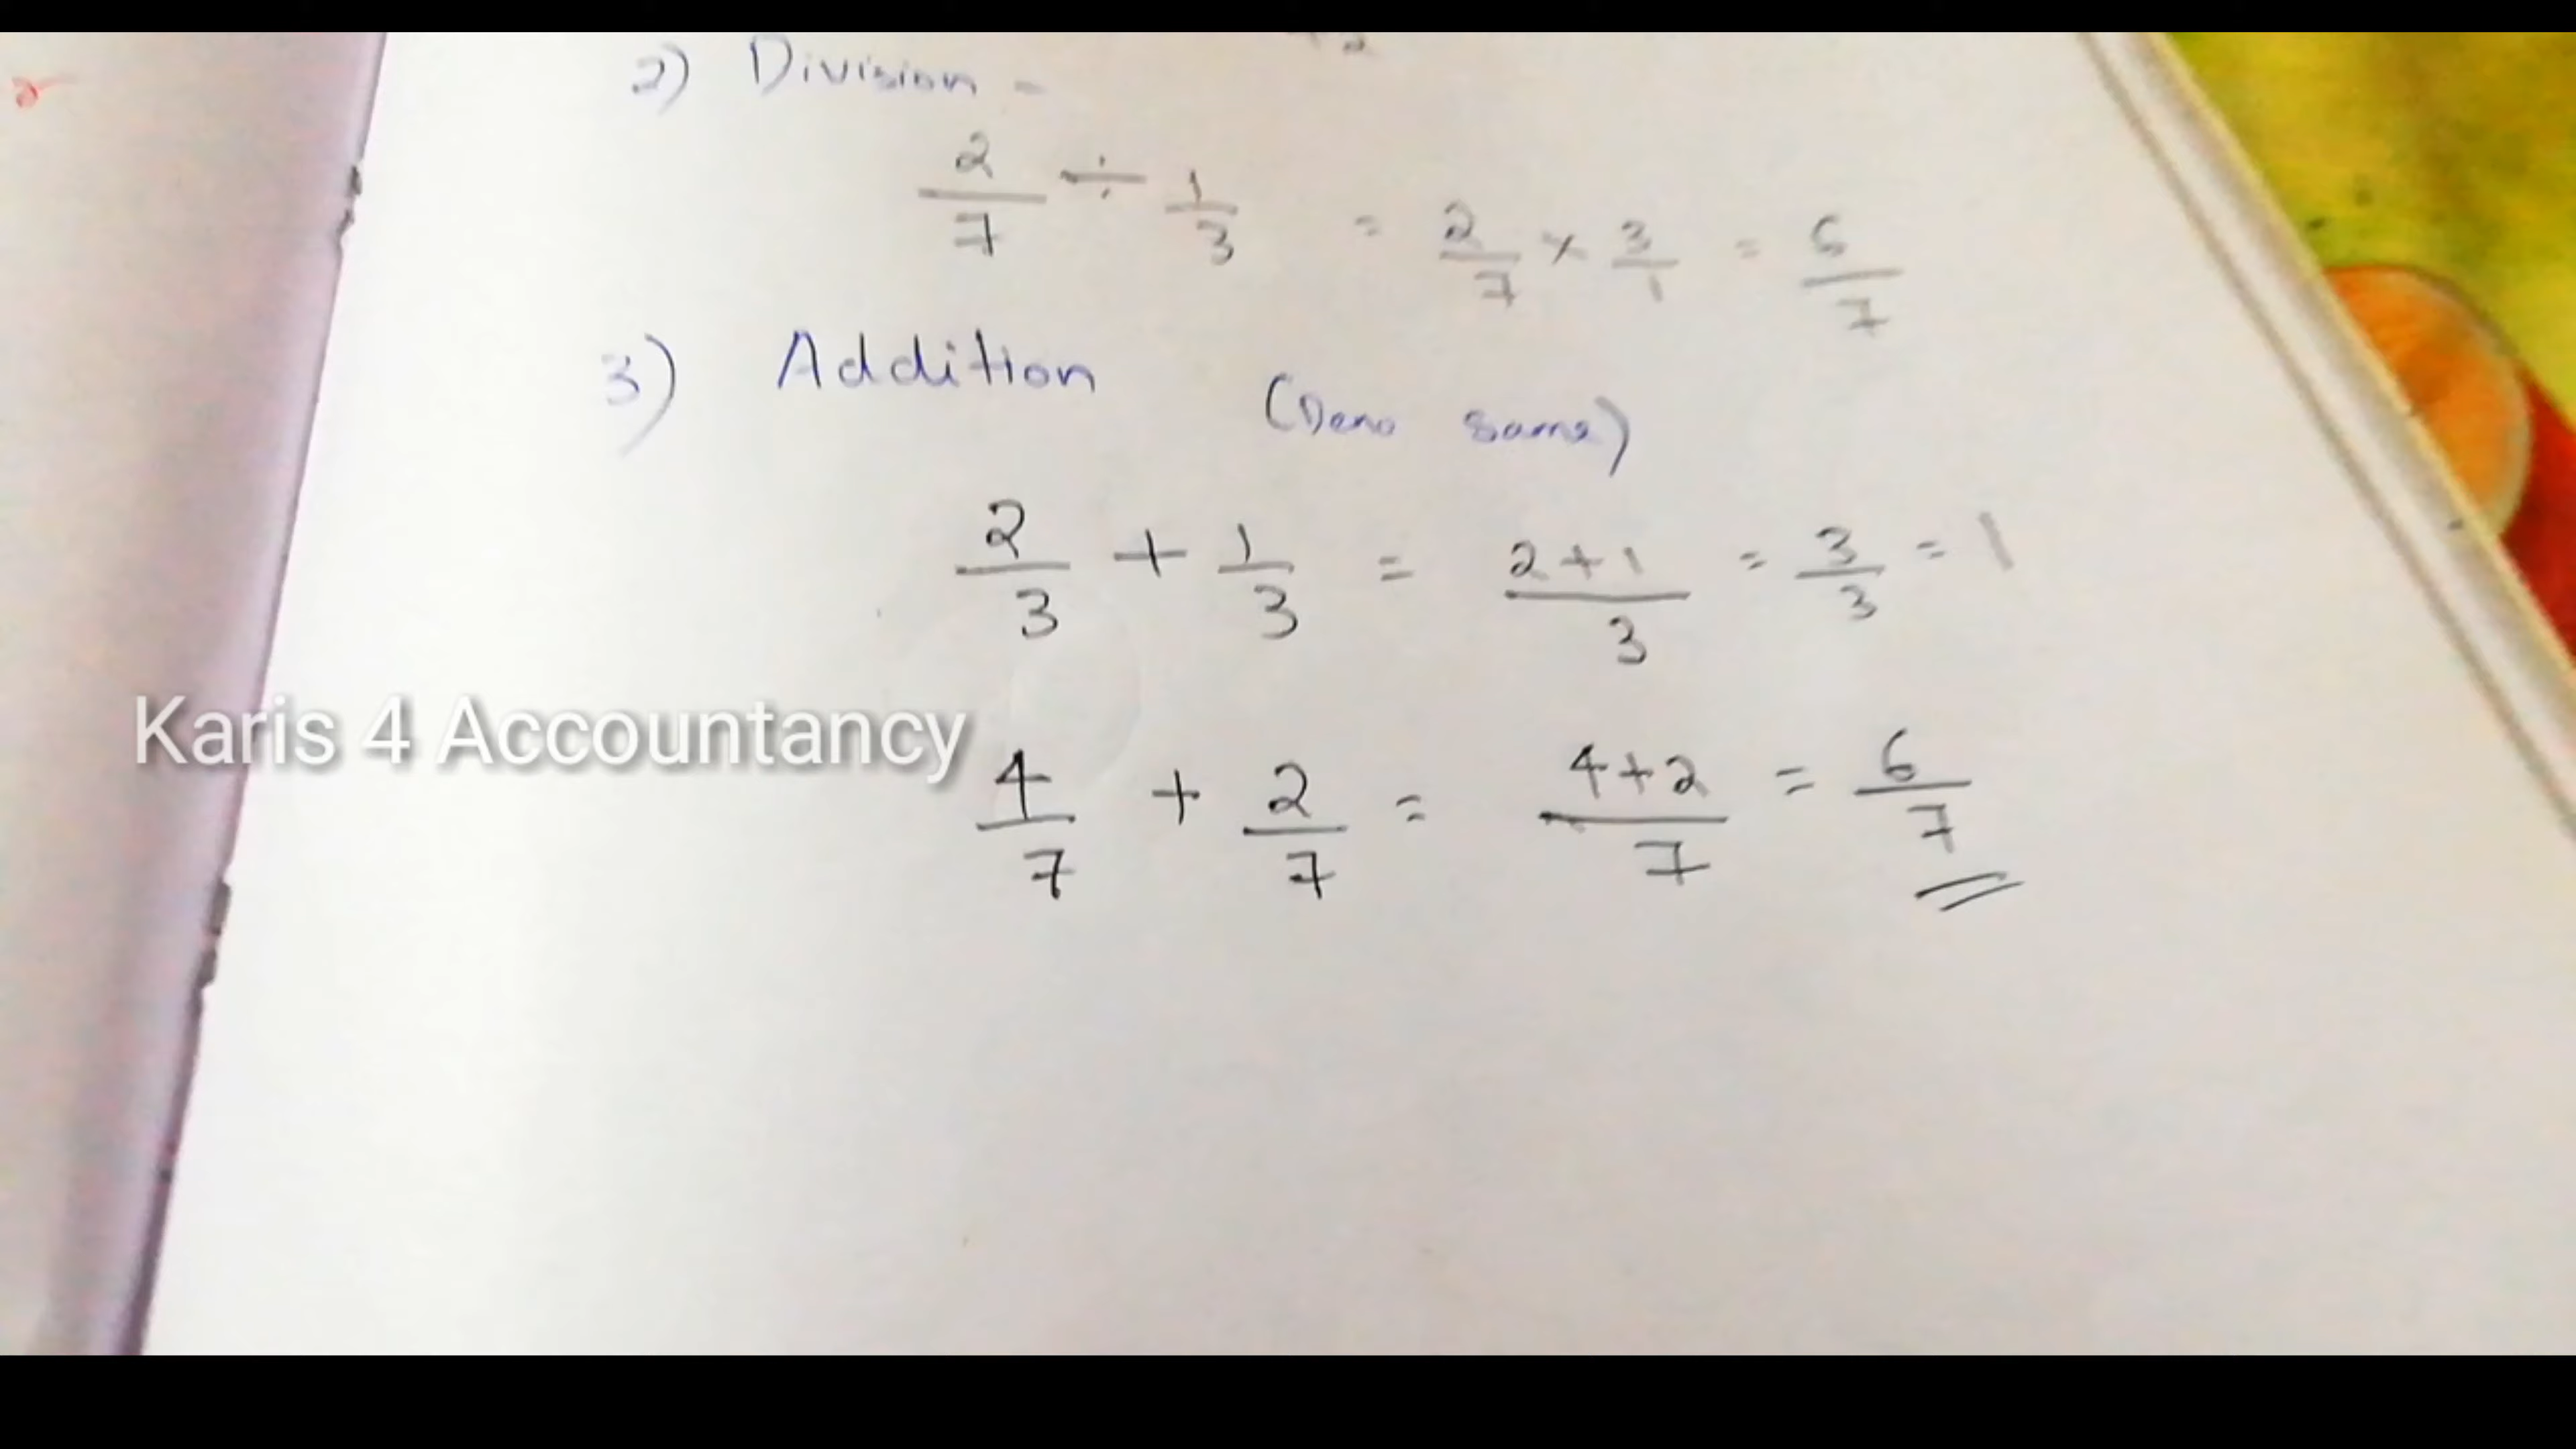 2) Division -
2/7 ÷ 1/3 = 2/7 × 3/1 = 6/7
3) Addition (Deno same)
2/3 + 1/3 = 2+1/3 = 3/3 = 1
Karis 4 Accountancy
4/7 + 2/7 = 4+2/7 = 6/7